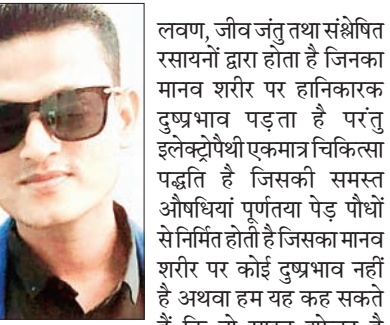 लवण, जीव जंतु तथा संश्लेषित
रसायनों द्वारा होता है जिनका
मानव शरीर पर हानिकारक
दुष्प्रभाव पड़ता है परंतु
इलेक्ट्रोपैथी एकमात्र चिकित्सा
पद्धति है जिसकी समस्त
औषधियां पूर्णतया पेड़ पौधों
से निर्मित होती है जिसका मानव
शरीर पर कोई दुष्प्रभाव नहीं
है अथवा हम यह कह सकते